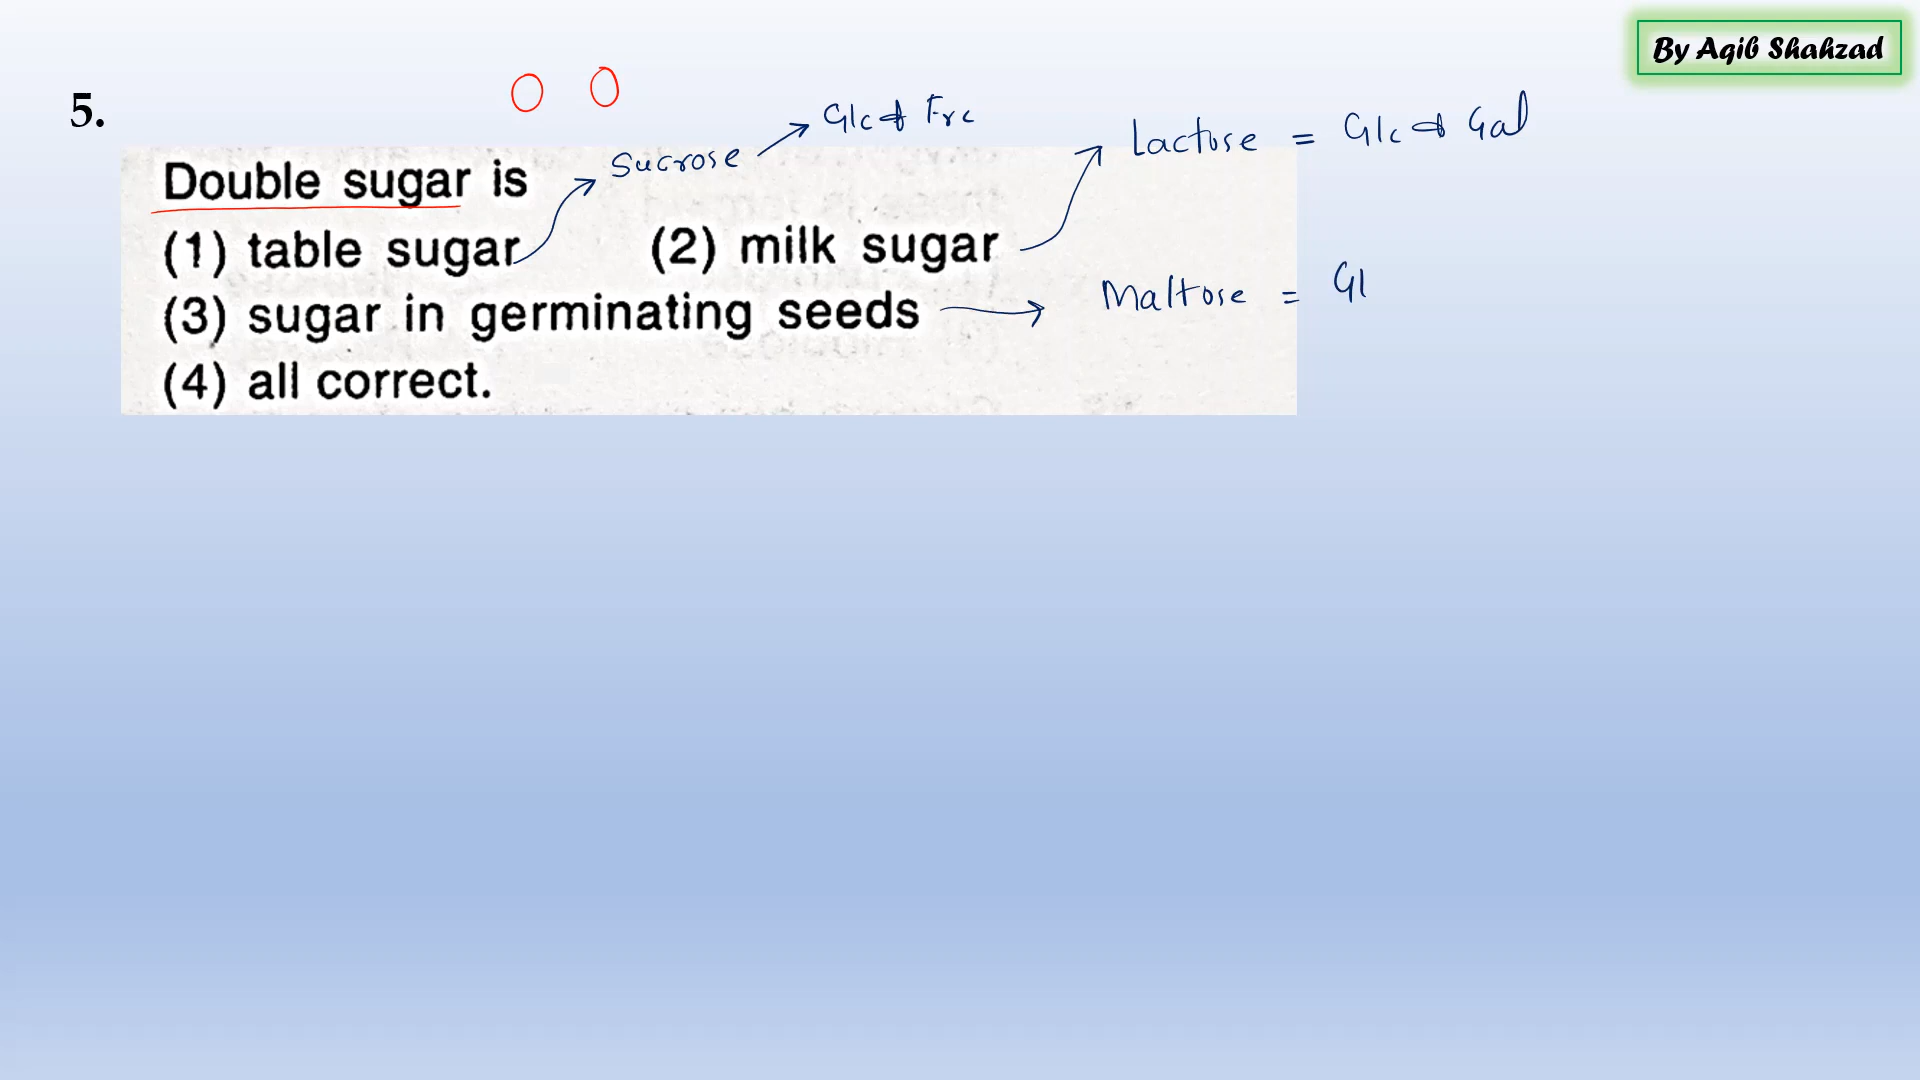 By Aqib Shahzad
5.
Glc & Frc
Lactose = Glc & Gal
Sucrose
Double sugar is
(1) table sugar (2) milk sugar
Maltose = Gl
(3) sugar in germinating seeds
(4) all correct.